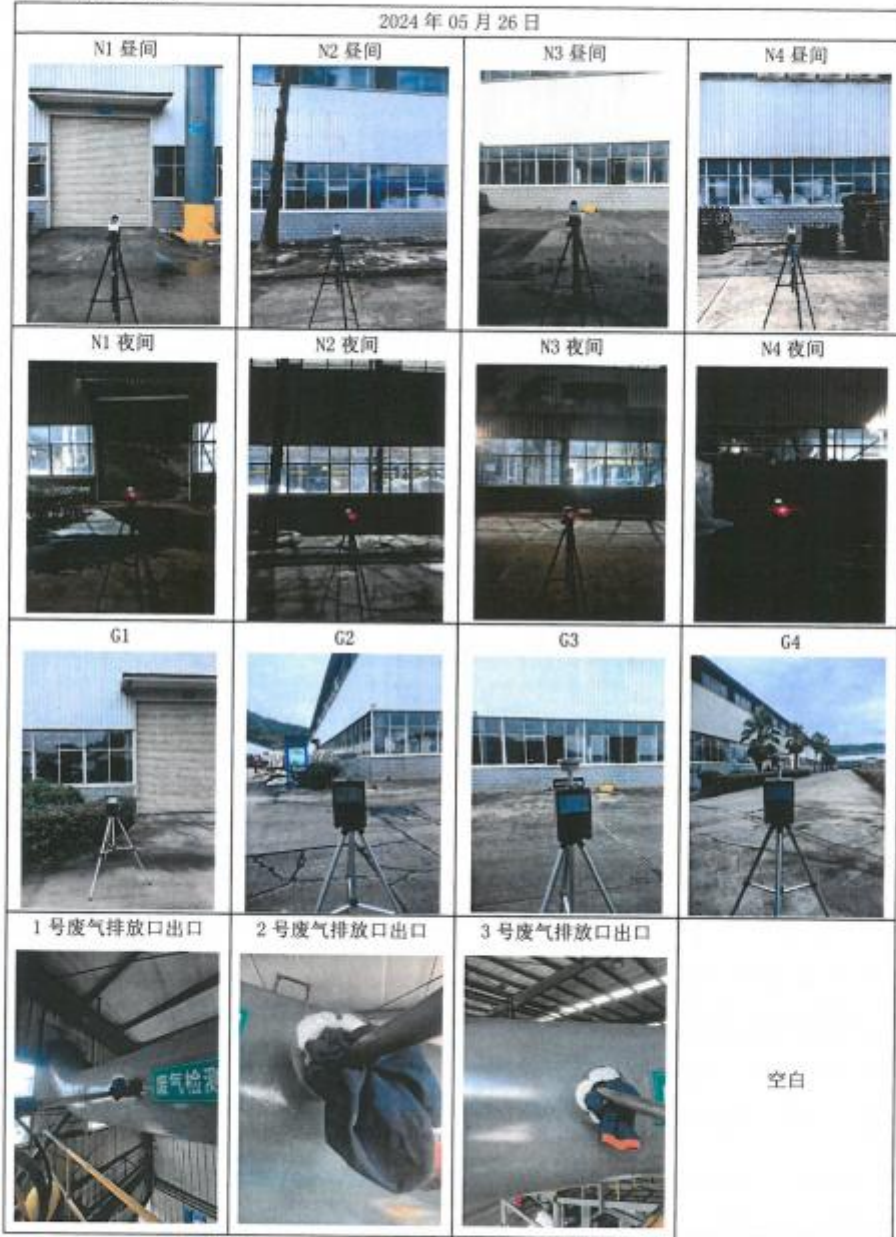 2024 年 05 月 26 日
N1 昼间
N2 昼间
N3 昼间
N4 昼间
N1 夜间
N2 夜间
N3 夜间
N4 夜间
G1
G2
G3
G4
1 号废气排放口出口
2 号废气排放口出口
3 号废气排放口出口
废气检测
空白